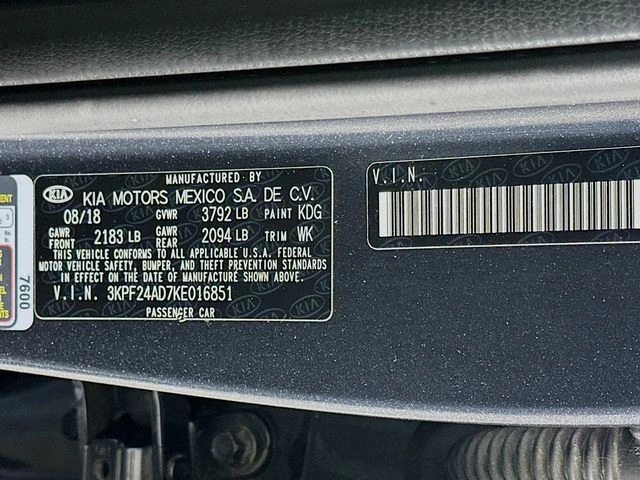 MANUFACTURED BY
KIA KIA MOTORS MEXICO S.A. DE C.V.
08/18 GVWR 3792 LB PAINT KDG
GAWR FRONT 2183 LB GAWR REAR 2094 LB TRIM WK
THIS VEHICLE CONFORMS TO ALL APPLICABLE U.S.A. FEDERAL
MOTOR VEHICLE SAFETY, BUMPER, AND THEFT PREVENTION STANDARDS
IN EFFECT ON THE DATE OF MANUFACTURE SHOWN ABOVE.
V.I.N. 3KPF24AD7KE016851
PASSENGER CAR
V.I.N.
7600